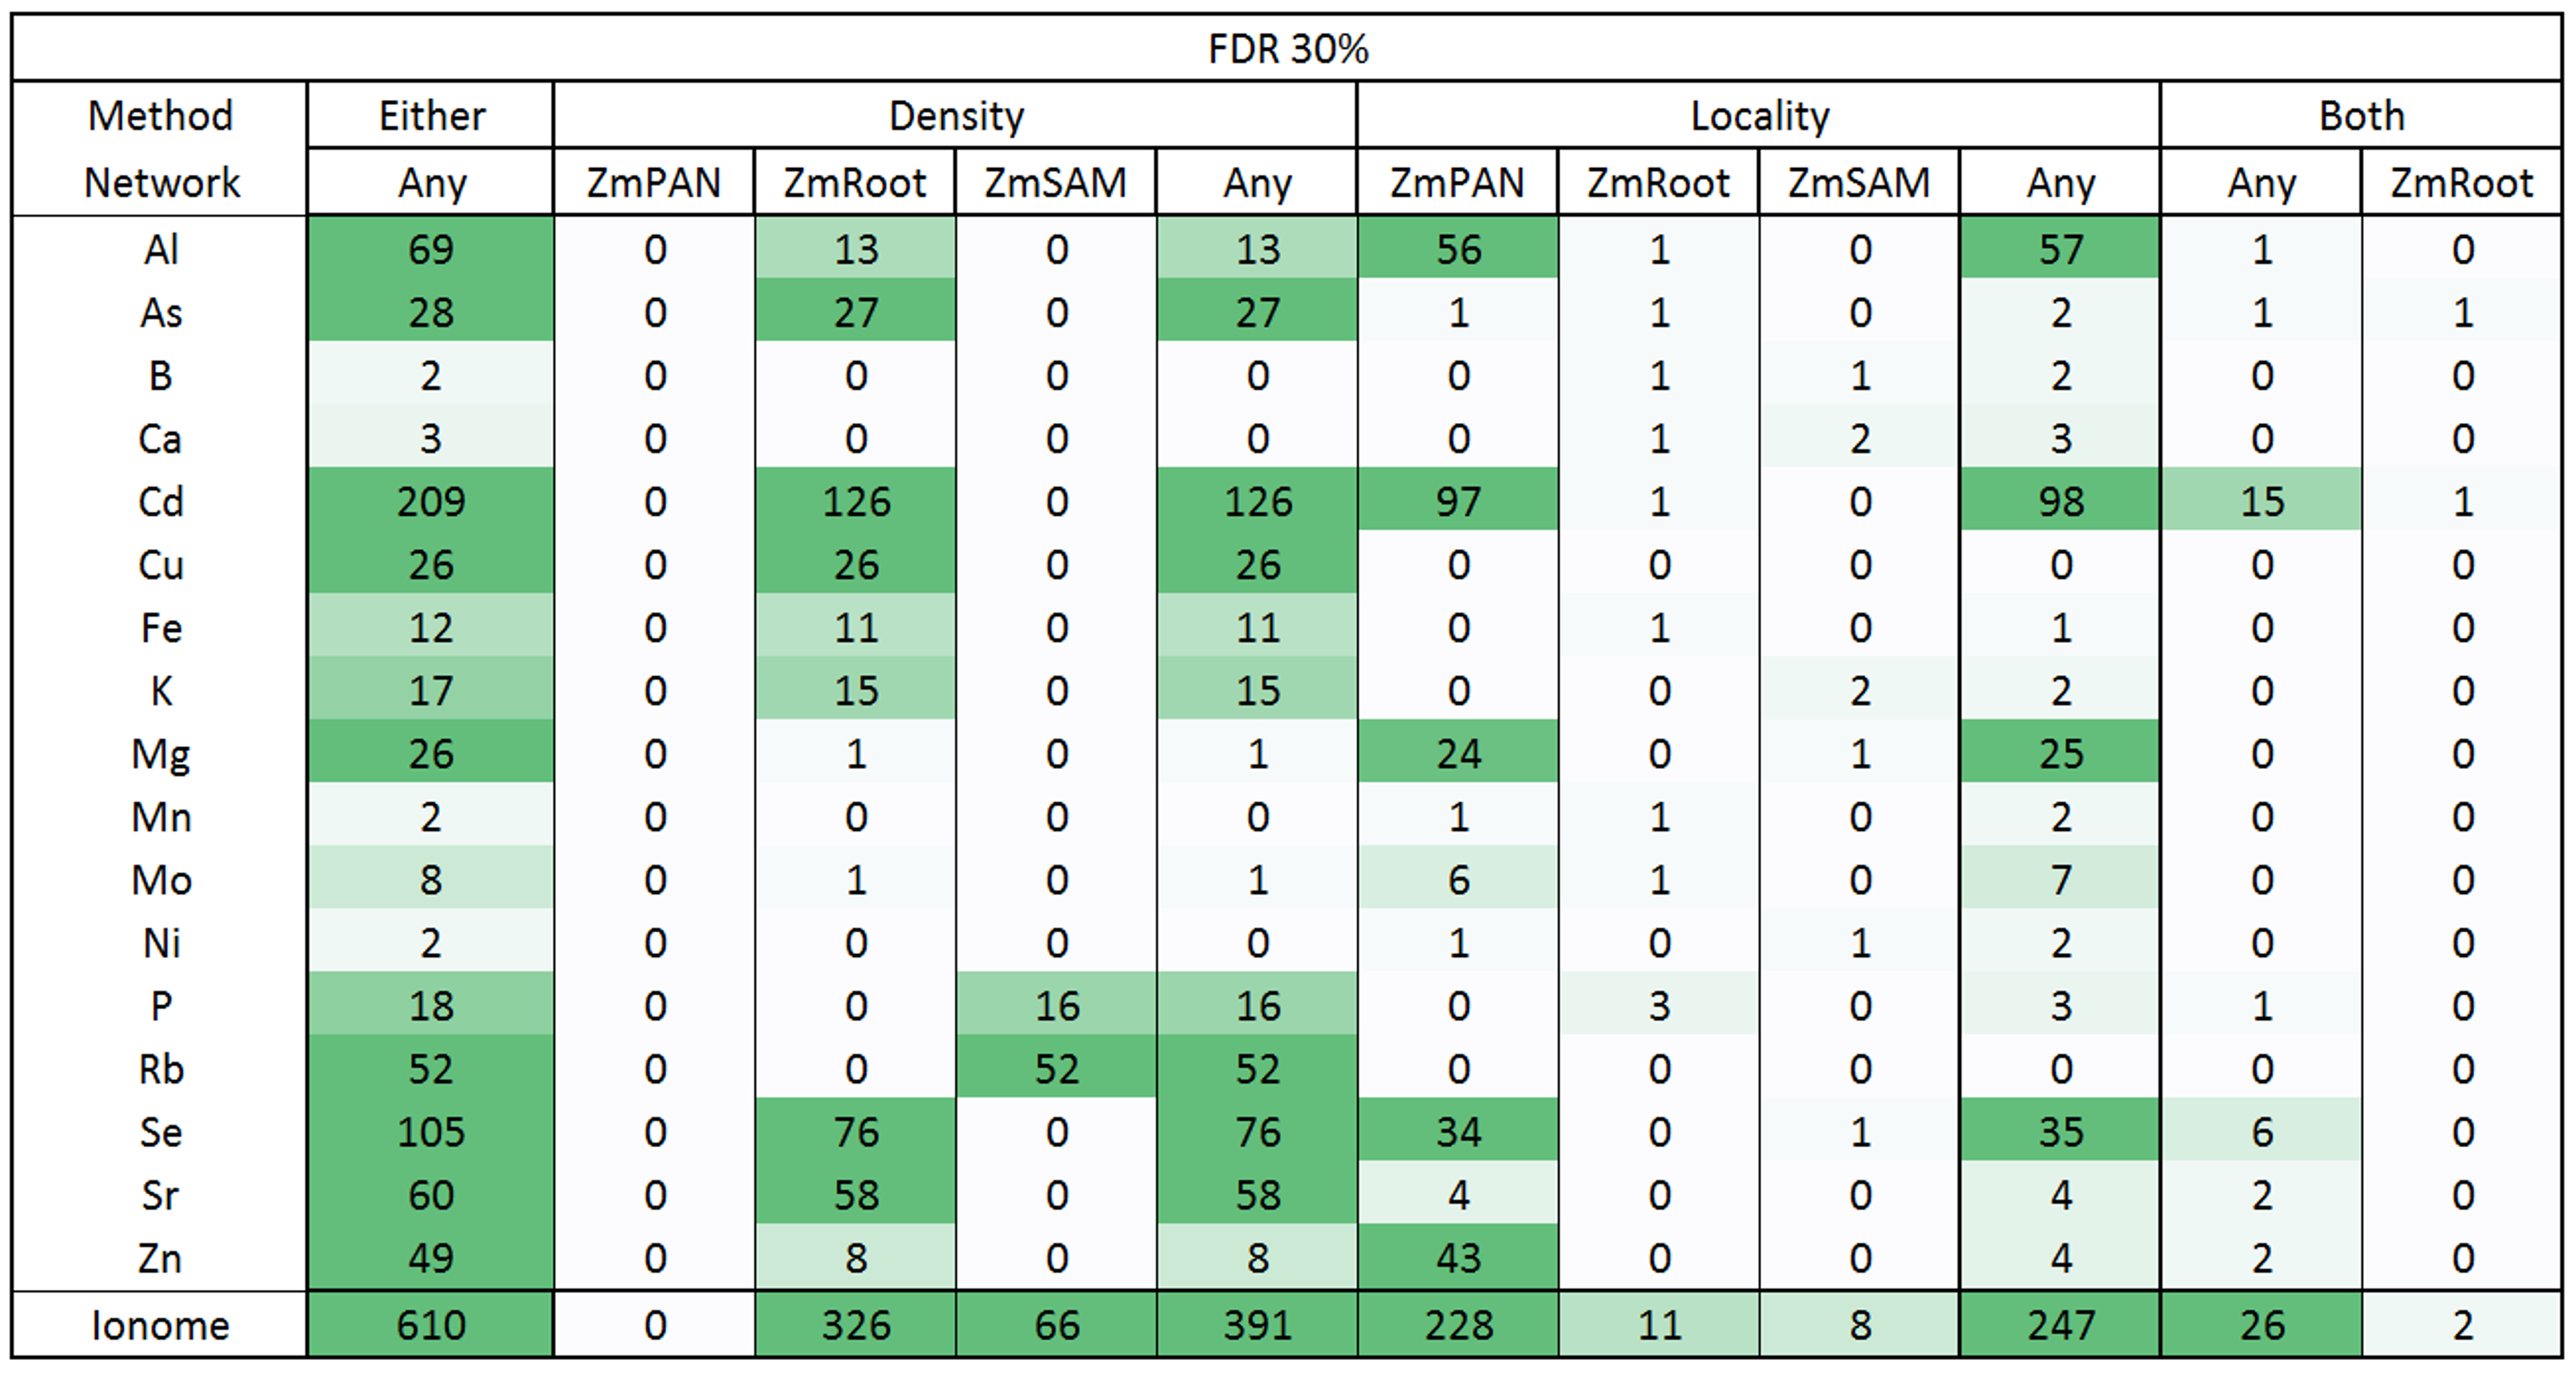 FDR 30%
Method Either Density Locality Both
Network Any ZmPAN ZmRoot ZmSAM Any ZmPAN ZmRoot ZmSAM Any Any ZmRoot
Al 69 0 13 0 13 56 1 0 57 1 0
As 28 0 27 0 27 1 1 0 2 1 1
B 2 0 0 0 0 0 1 1 2 0 0
Ca 3 0 0 0 0 0 1 2 3 0 0
Cd 209 0 126 0 126 97 1 0 98 15 1
Cu 26 0 26 0 26 0 0 0 0 0 0
Fe 12 0 11 0 11 0 1 0 1 0 0
K 17 0 15 0 15 0 0 2 2 0 0
Mg 26 0 1 0 1 24 0 1 25 0 0
Mn 2 0 0 0 0 1 1 0 2 0 0
Mo 8 0 1 0 1 6 1 0 7 0 0
Ni 2 0 0 0 0 1 0 1 2 0 0
P 18 0 0 16 16 0 3 0 3 1 0
Rb 52 0 0 52 52 0 0 0 0 0 0
Se 105 0 76 0 76 34 0 1 35 6 0
Sr 60 0 58 0 58 4 0 0 4 2 0
Zn 49 0 8 0 8 43 0 0 4 2 0
Ionome 610 0 326 66 391 228 11 8 247 26 2